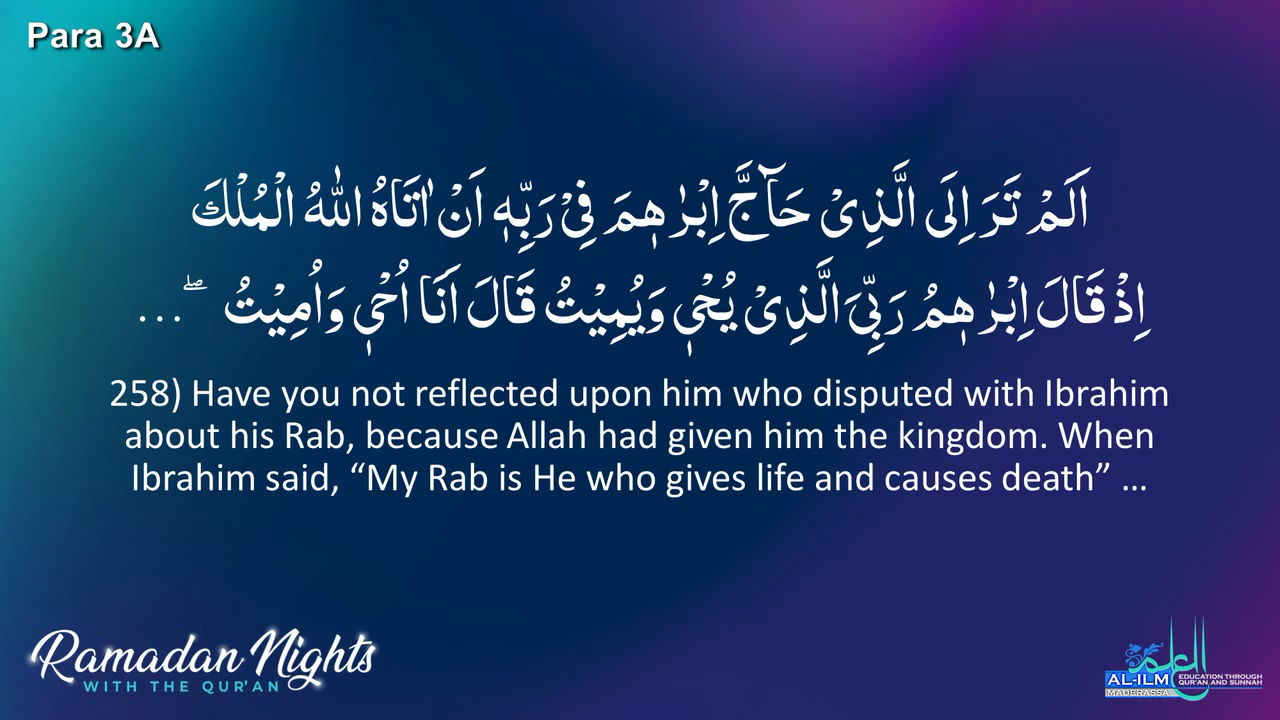 Para 3A
اَلَمْ تَرَ اِلَى الَّذِىْ حَآجَّ اِبْرٰهٖمَ فِىْ رَبِّهٖٓ اَنْ اٰتَاهُ اللّٰهُ الْمُلْكَ
اِذْ قَالَ اِبْرٰهٖمُ رَبِّىَ الَّذِىْ يُحْىٖ وَيُمِيْتُ قَالَ اَنَا اُحْىٖ وَاُمِيْتُ ۖ ...
258) Have you not reflected upon him who disputed with Ibrahim
about his Rab, because Allah had given him the kingdom. When
Ibrahim said, “My Rab is He who gives life and causes death” …
Ramadan Nights
WITH THE QUR'AN
العلم
AL-ILM
MADERASSA
EDUCATION THROUGH
QUR'AN AND SUNNAH